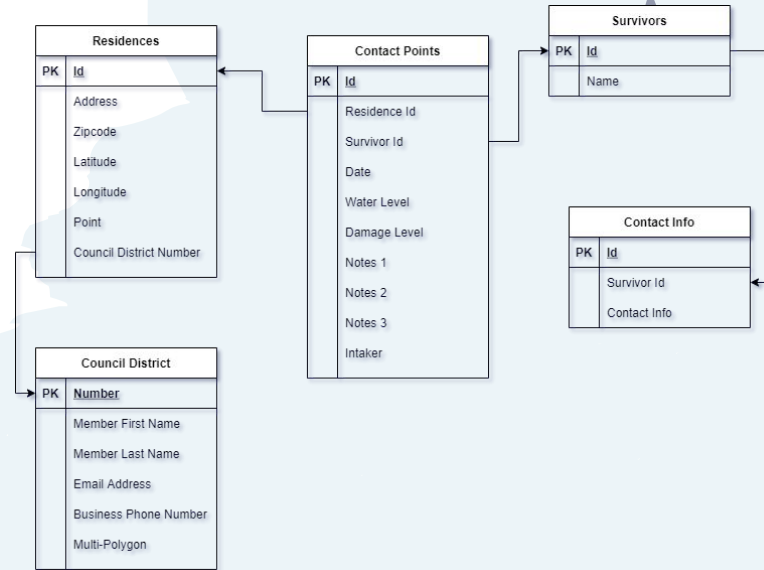 Residences
PK Id
Address
Zipcode
Latitude
Longitude
Point
Council District Number
Contact Points
PK Id
Residence Id
Survivor Id
Date
Water Level
Damage Level
Notes 1
Notes 2
Notes 3
Intaker
Survivors
PK Id
Name
Contact Info
PK Id
Survivor Id
Contact Info
Council District
PK Number
Member First Name
Member Last Name
Email Address
Business Phone Number
Multi-Polygon